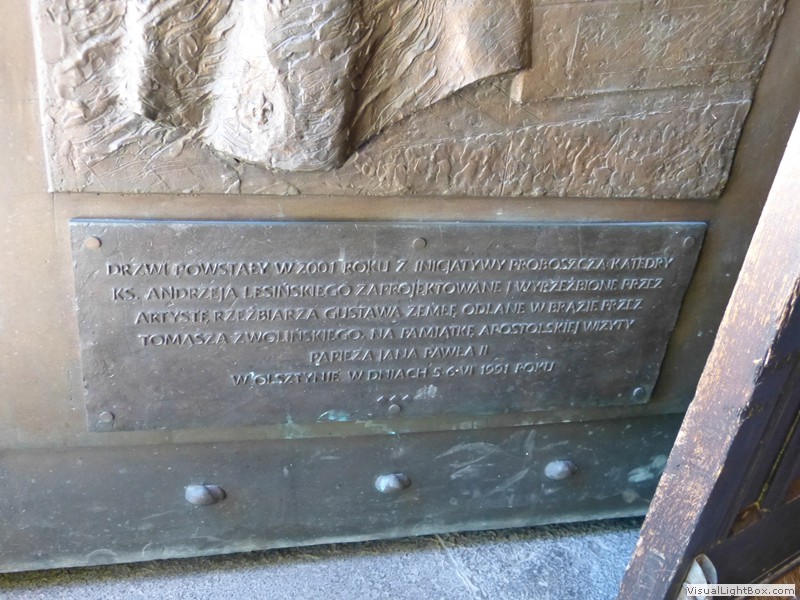 DRZWI POWSTAŁY W 2001 ROKU Z INICJATYWY PROBOSZCZA KATEDRY
KS. ANDRZEJA LESIŃSKIEGO ZAPROJEKTOWANE I WYRZEŹBIONE PRZEZ
ARTYSTĘ RZEŹBIARZA GUSTAWA ZEMŁĘ ODLANE W BRĄZIE PRZEZ
TOMASZA ZWOLIŃSKIEGO. NA PAMIĄTKĘ APOSTOLSKIEJ WIZYTY
PAPIEŻA JANA PAWŁA II
W OLSZTYNIE W DNIACH 5.6-VI 1991 ROKU
VisualLightBox.com